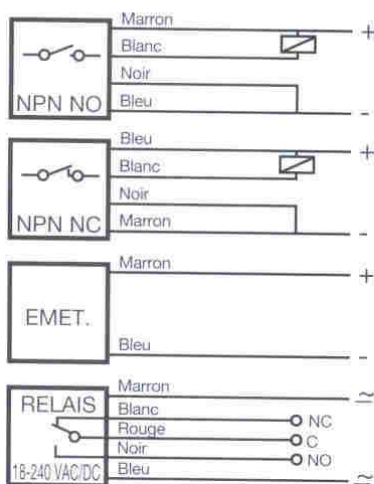 Marron
+
Blanc
Noir
NPN NO
Bleu
-
Bleu
+
Blanc
Noir
NPN NC
Marron
-
Marron
+
EMET.
Bleu
-
Marron
RELAIS
Blanc
NC
Rouge
C
Noir
NO
18-240 VAC/DC
Bleu